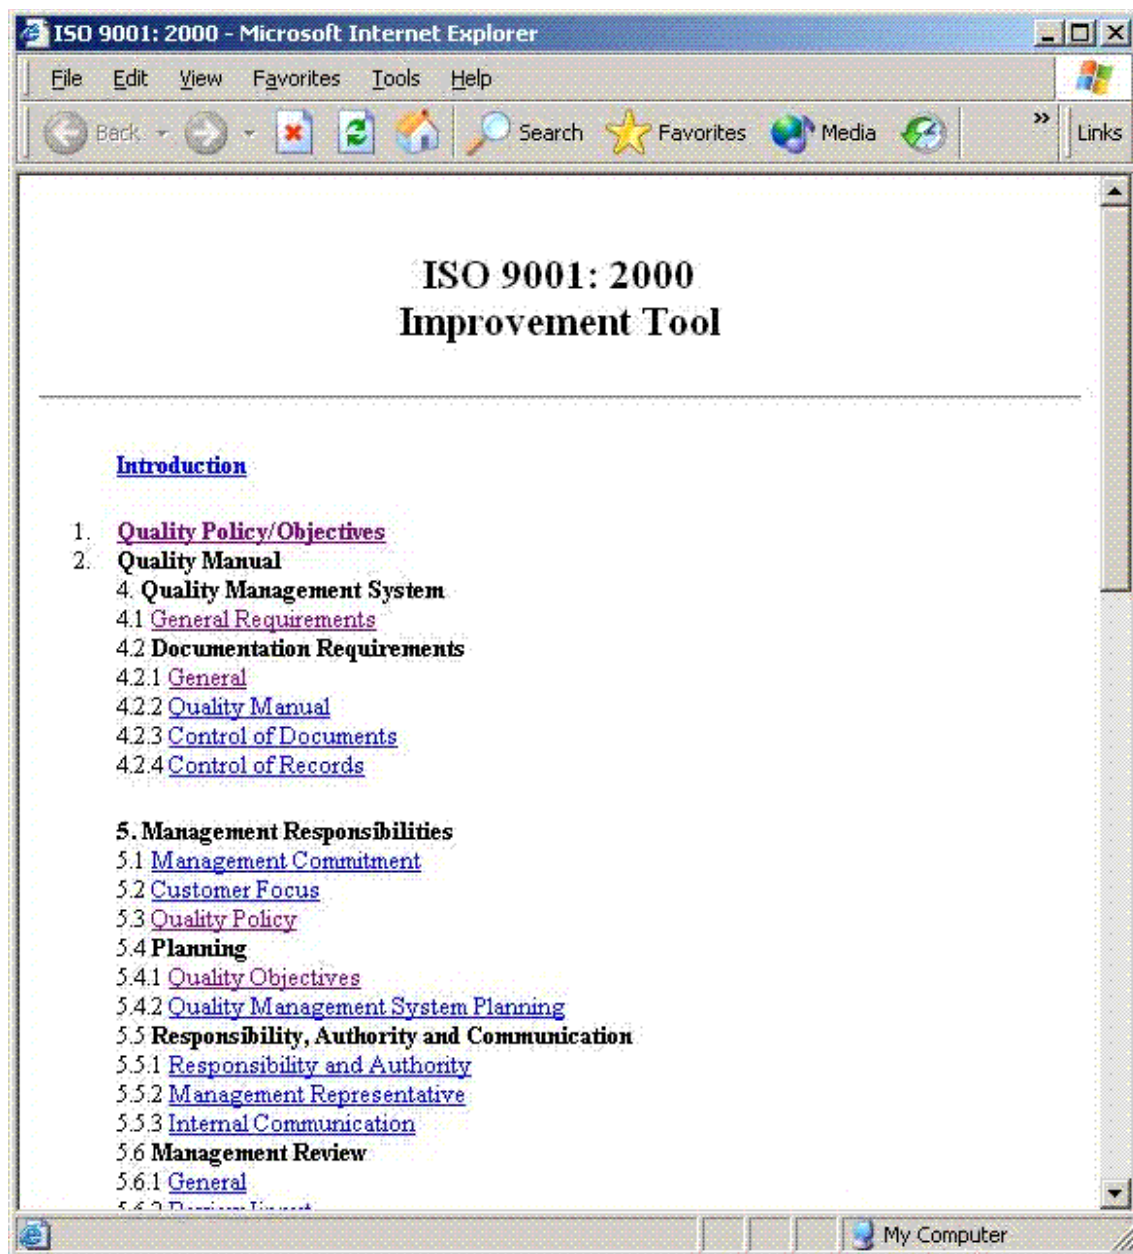 ISO 9001: 2000 - Microsoft Internet Explorer
File Edit View Favorites Tools Help
Back Search Favorites Media » Links
ISO 9001: 2000
Improvement Tool
Introduction
1. Quality Policy/Objectives
2. Quality Manual
4. Quality Management System
4.1 General Requirements
4.2 Documentation Requirements
4.2.1 General
4.2.2 Quality Manual
4.2.3 Control of Documents
4.2.4 Control of Records
5. Management Responsibilities
5.1 Management Commitment
5.2 Customer Focus
5.3 Quality Policy
5.4 Planning
5.4.1 Quality Objectives
5.4.2 Quality Management System Planning
5.5 Responsibility, Authority and Communication
5.5.1 Responsibility and Authority
5.5.2 Management Representative
5.5.3 Internal Communication
5.6 Management Review
5.6.1 General
My Computer